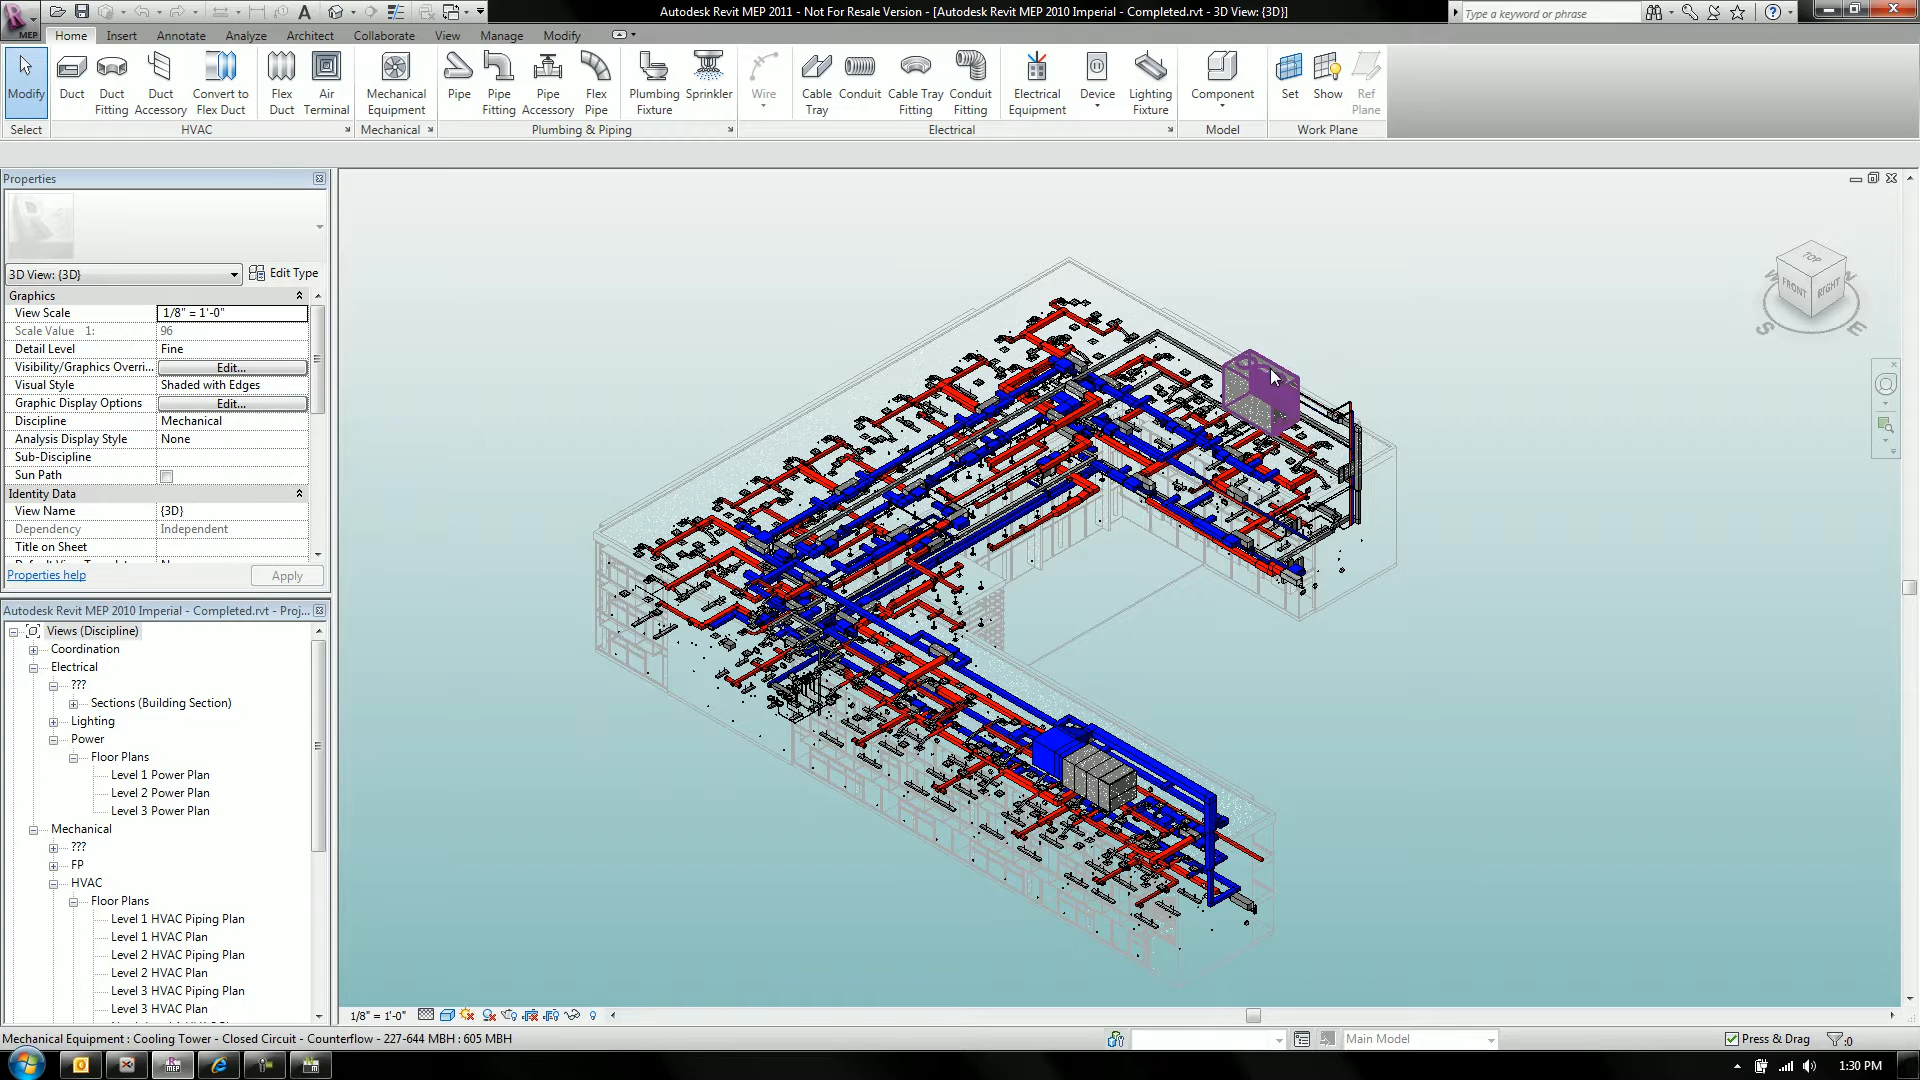 Autodesk Revit MEP 2011 - Not For Resale Version - [Autodesk Revit MEP 2010 Imperial - Completed.rvt - 3D View: {3D}]
Type a keyword or phrase
MEP
Home Insert Annotate Analyze Architect Collaborate View Manage Modify
Modify
Duct
Duct Fitting
Duct Accessory
Convert to Flex Duct
Flex Duct
Air Terminal
Mechanical Equipment
Pipe
Pipe Fitting
Pipe Accessory
Flex Pipe
Plumbing Fixture
Sprinkler
Wire
Cable Tray
Conduit
Cable Tray Fitting
Conduit Fitting
Electrical Equipment
Device
Lighting Fixture
Component
Set
Show
Ref Plane
Select HVAC Mechanical Plumbing & Piping Electrical Model Work Plane
Properties
3D View: {3D} Edit Type
Graphics
View Scale 1/8" = 1'-0"
Scale Value 1: 96
Detail Level Fine
Visibility/Graphics Overri... Edit...
Visual Style Shaded with Edges
Graphic Display Options Edit...
Discipline Mechanical
Analysis Display Style None
Sub-Discipline
Sun Path
Identity Data
View Name {3D}
Dependency Independent
Title on Sheet
Properties help Apply
Autodesk Revit MEP 2010 Imperial - Completed.rvt - Proj...
Views (Discipline)
Coordination
Electrical
???
Sections (Building Section)
Lighting
Power
Floor Plans
Level 1 Power Plan
Level 2 Power Plan
Level 3 Power Plan
Mechanical
???
FP
HVAC
Floor Plans
Level 1 HVAC Piping Plan
Level 1 HVAC Plan
Level 2 HVAC Piping Plan
Level 2 HVAC Plan
Level 3 HVAC Piping Plan
Level 3 HVAC Plan
TOP
FRONT
RIGHT
W N
S E
1/8" = 1'-0"
Mechanical Equipment : Cooling Tower - Closed Circuit - Counterflow - 227-644 MBH : 605 MBH
Main Model
Press & Drag
:0
MEP
1:30 PM